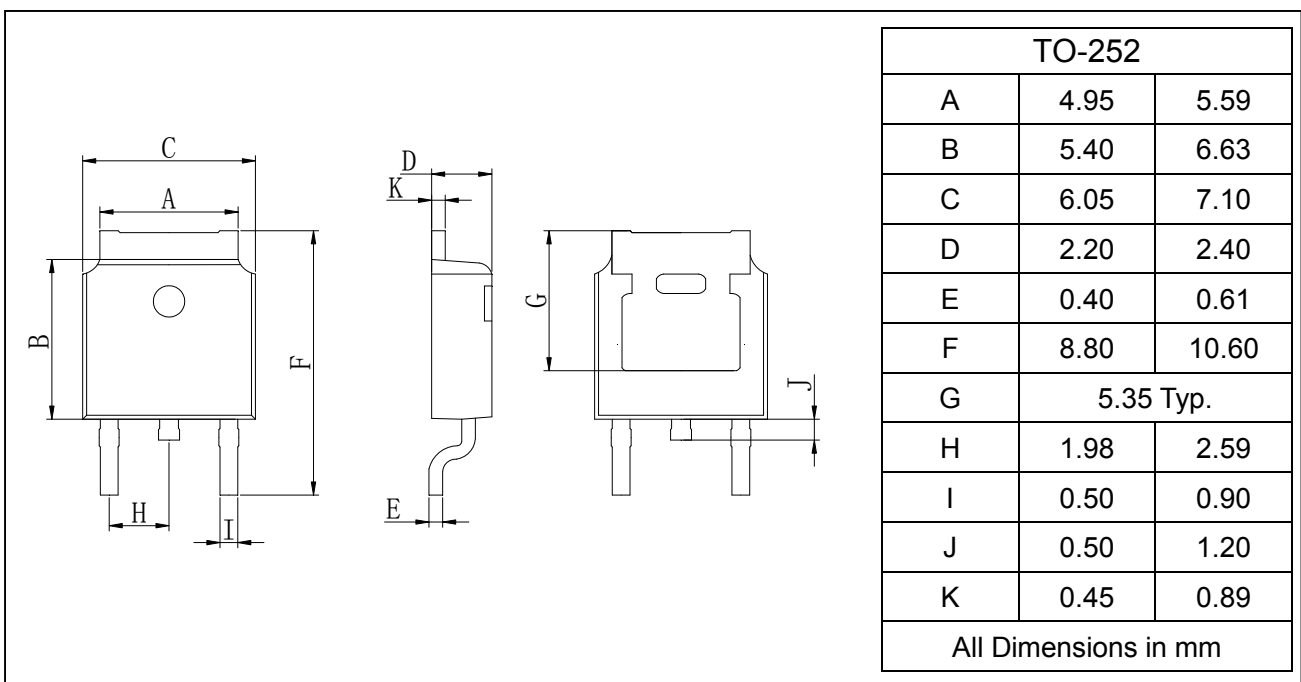 C
A
B
F
H
I
D
K
E
G
J
TO-252
A 4.95 5.59
B 5.40 6.63
C 6.05 7.10
D 2.20 2.40
E 0.40 0.61
F 8.80 10.60
G 5.35 Typ.
H 1.98 2.59
I 0.50 0.90
J 0.50 1.20
K 0.45 0.89
All Dimensions in mm